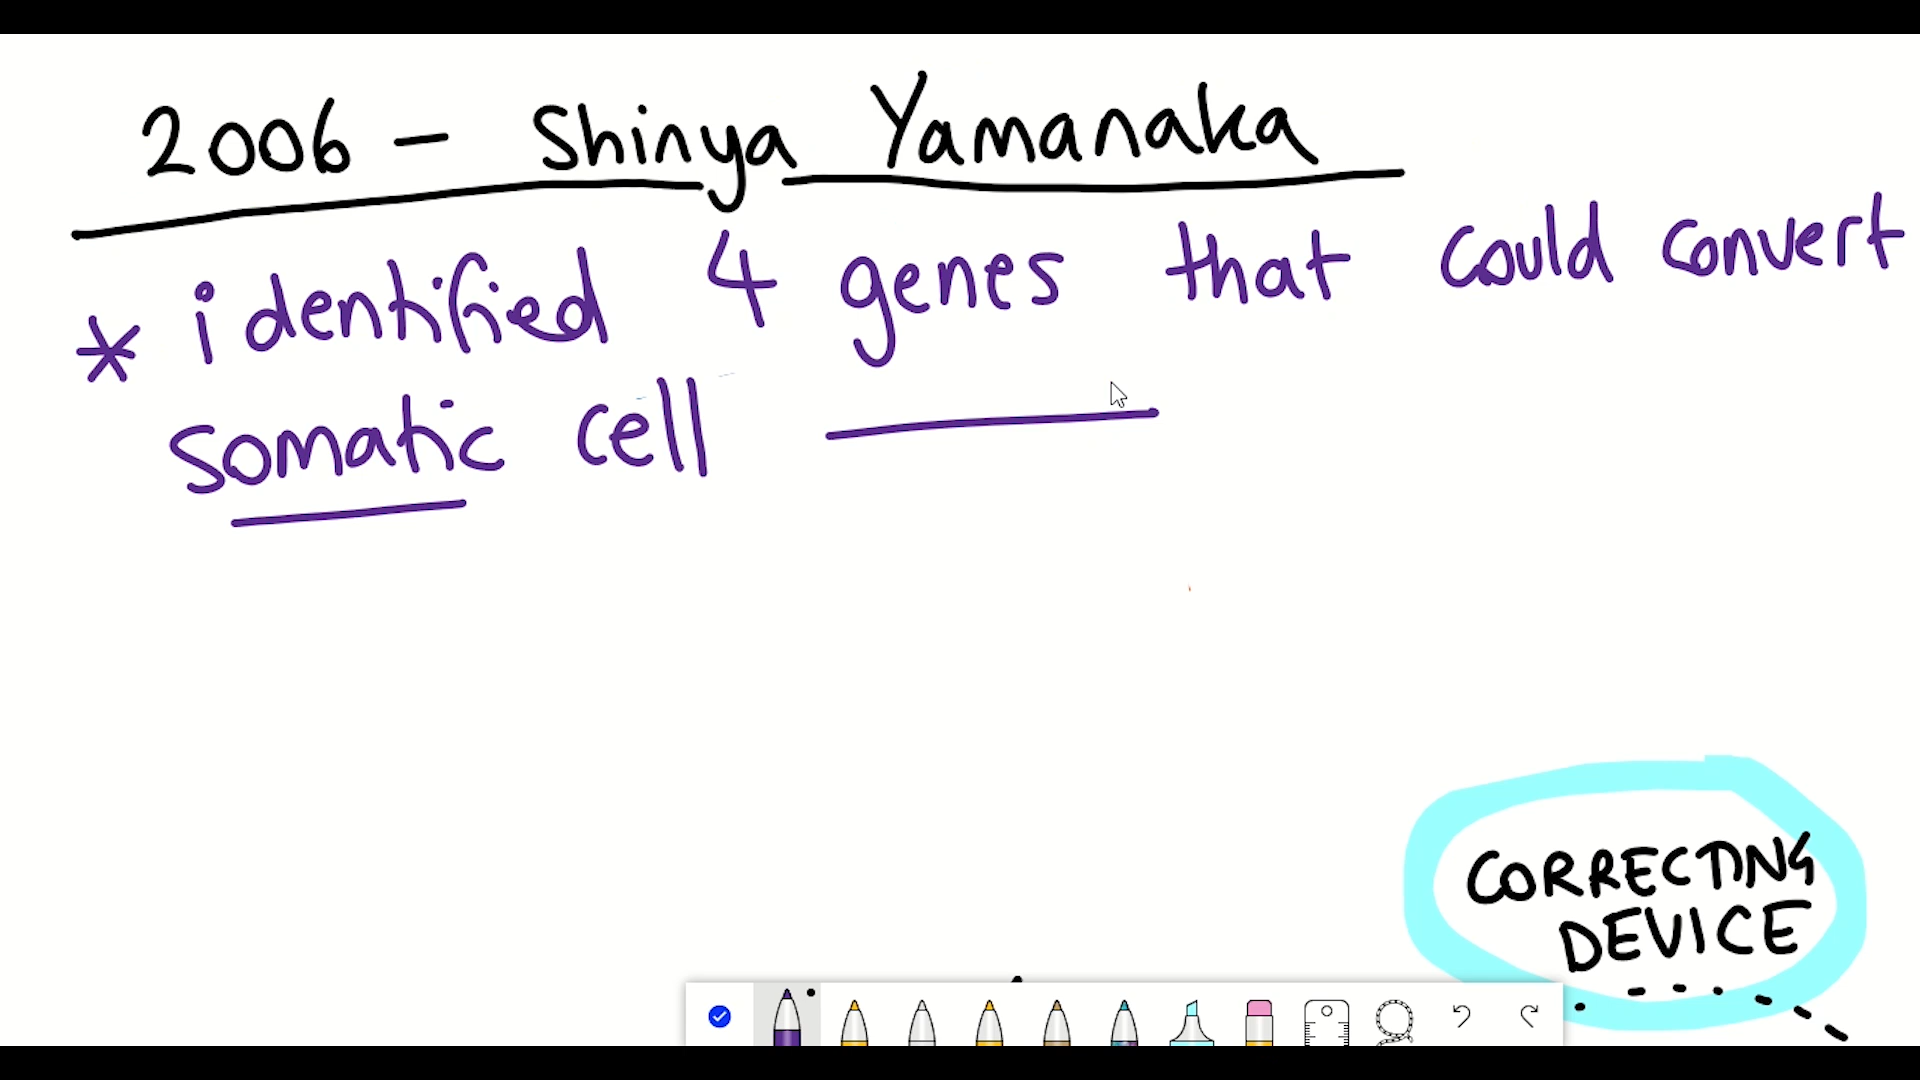 2006 - Shinya Yamanaka
* identified 4 genes that could convert
somatic cell
CORRECTING
DEVICE